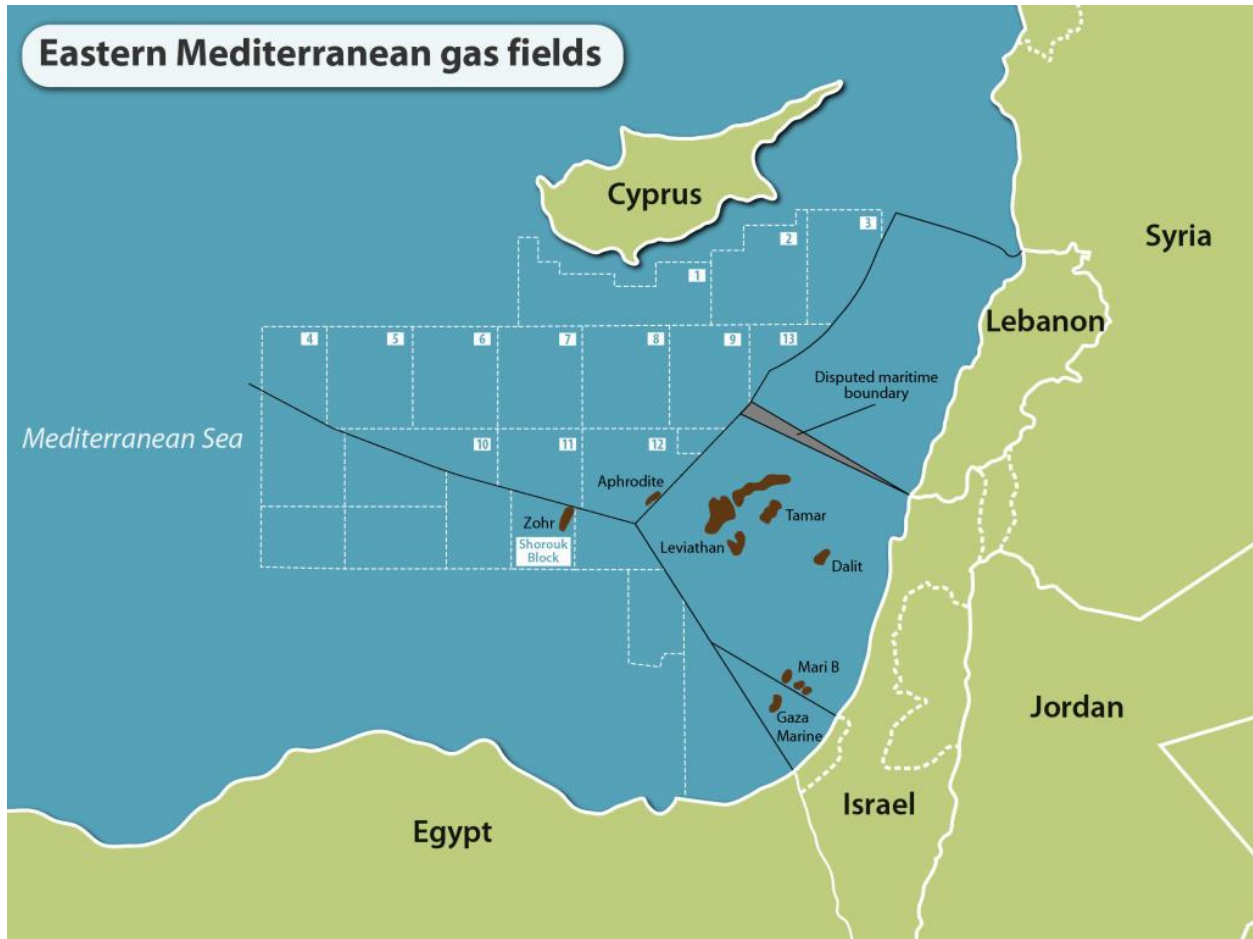 Eastern Mediterranean gas fields
Cyprus
Syria
3
2
1
Lebanon
4
5
6
7
8
9
13
Disputed maritime
boundary
Mediterranean Sea
10
11
12
Aphrodite
Zohr
Tamar
Shorouk
Block
Leviathan
Dalit
Mari B
Gaza
Marine
Jordan
Israel
Egypt